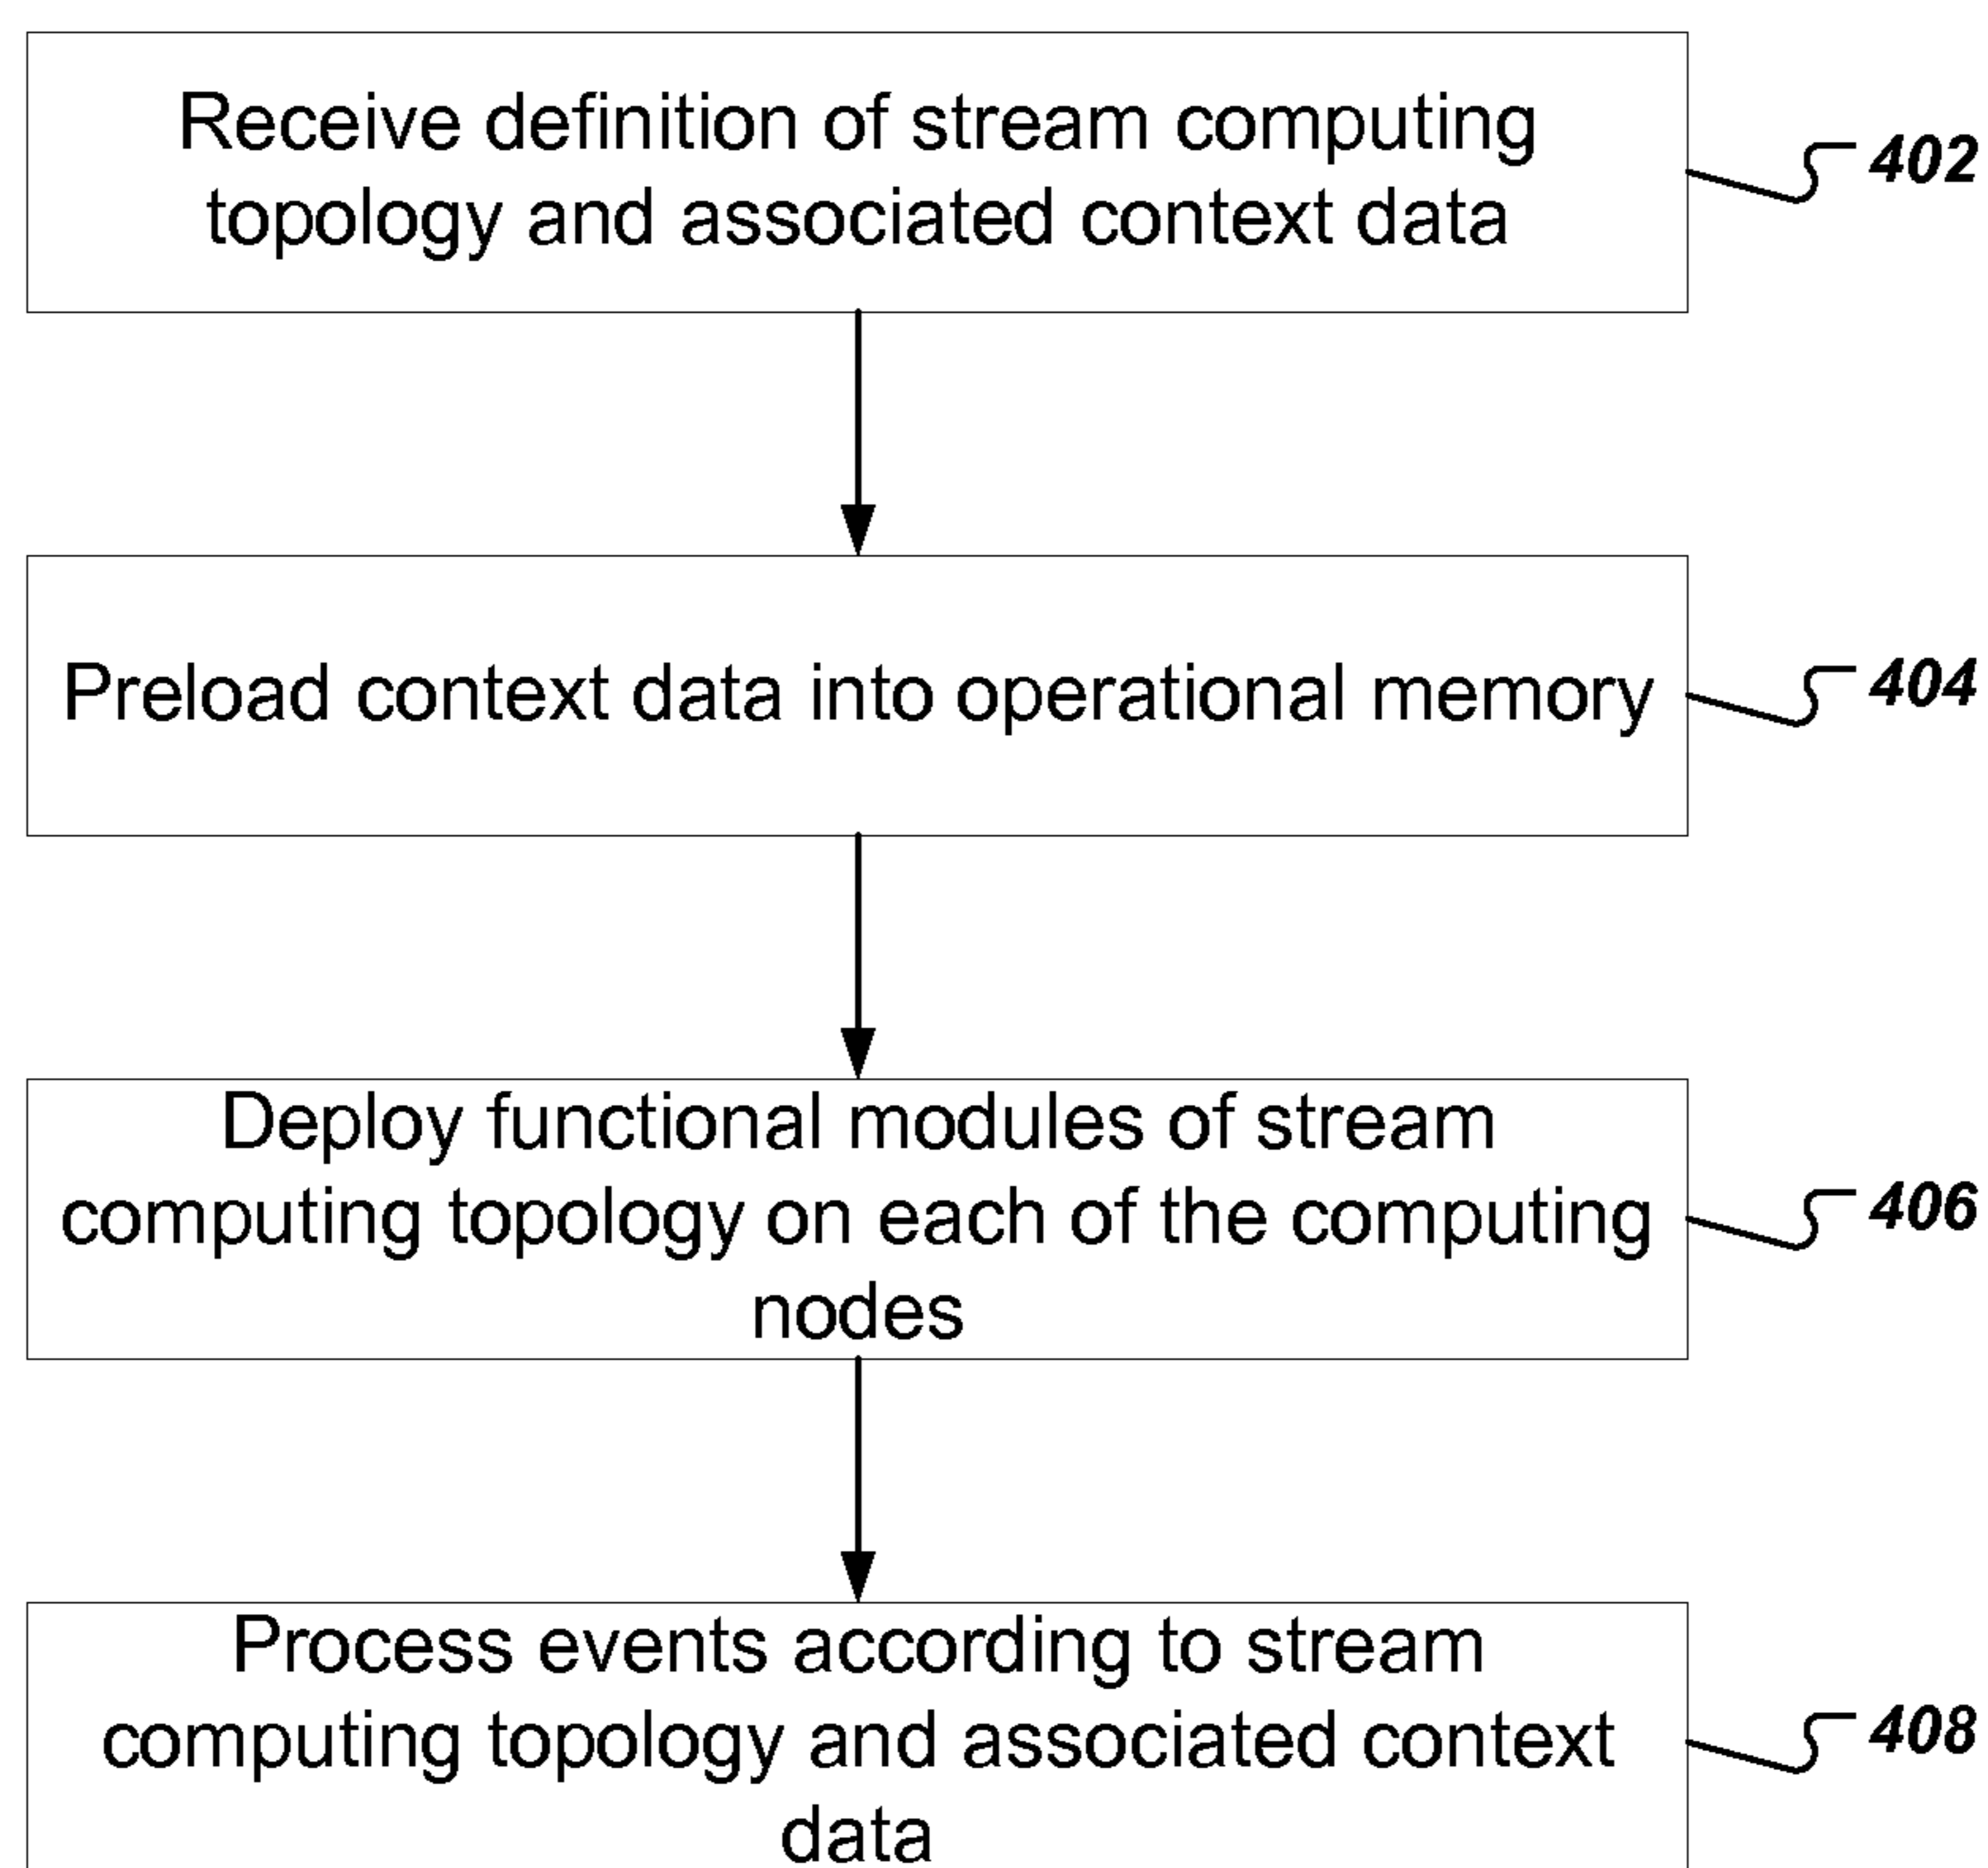 Receive definition of stream computing
topology and associated context data
402
Preload context data into operational memory
404
Deploy functional modules of stream
computing topology on each of the computing
nodes
406
Process events according to stream
computing topology and associated context
data
408